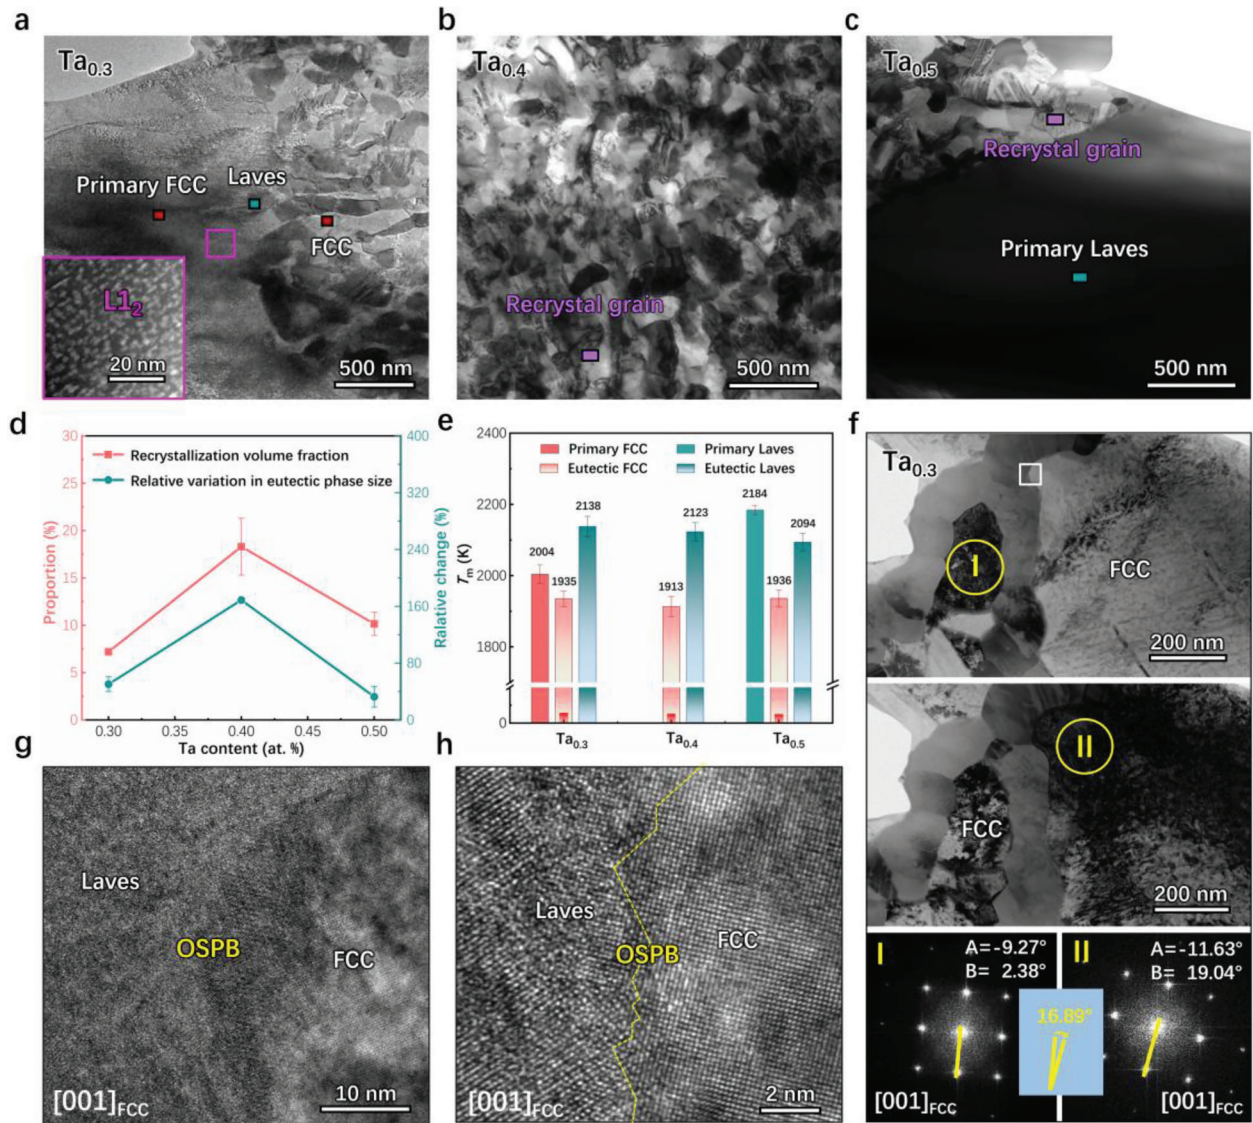 a
Ta0.3
Primary FCC
Laves
FCC
L12
20 nm
500 nm
b
Ta0.4
Recrystal grain
500 nm
c
Ta0.5
Recrystal grain
Primary Laves
500 nm
d
30
25
20
15
10
5
0
Proportion (%)
Recrystallization volume fraction
Relative variation in eutectic phase size
400
320
240
160
80
0
Ralative change (%)
0.30
0.35
0.40
0.45
0.50
Ta content (at. %)
e
2400
2200
2000
1800
0
Tm (K)
Primary FCC
Primary Laves
Eutectic FCC
Eutectic Laves
2004
1935
2138
1913
2123
2184
1936
2094
Ta0.3
Ta0.4
Ta0.5
f
Ta0.3
I
FCC
200 nm
II
FCC
200 nm
I
A=-9.27°
B= 2.38°
[001]FCC
16.89°
II
A=-11.63°
B= 19.04°
[001]FCC
g
Laves
OSPB
FCC
[001]FCC
10 nm
h
Laves
OSPB
FCC
[001]FCC
2 nm